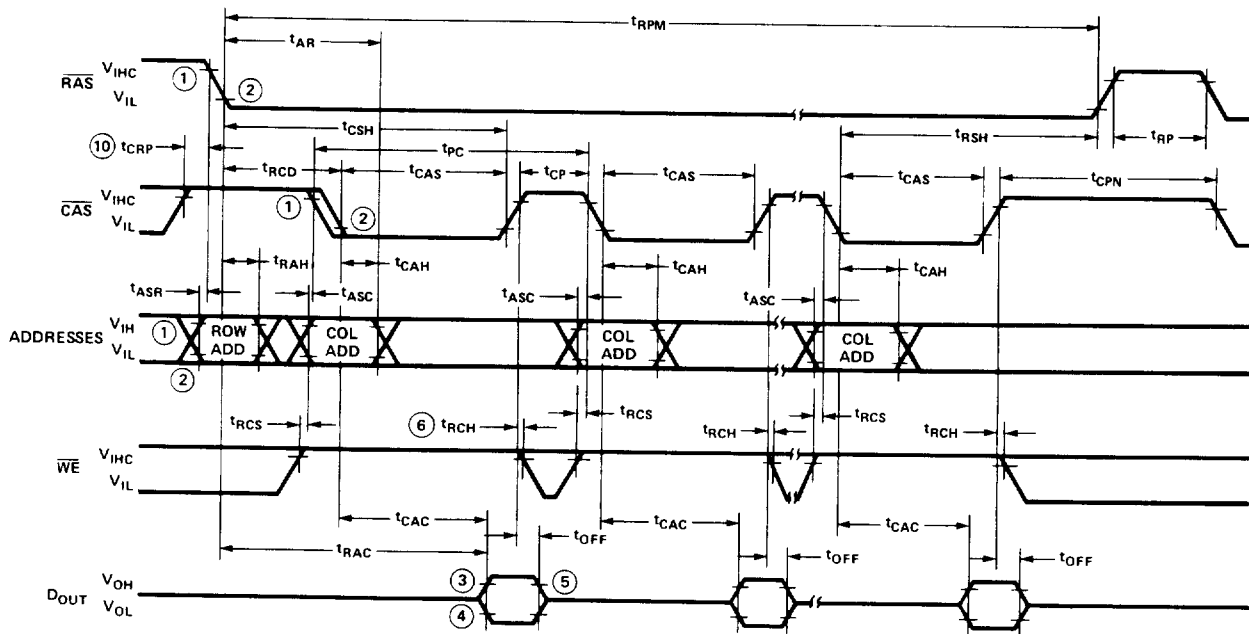 tRPM
tAR
RAS VIHC ① ②
VIL
tCSH
tRSH tRP
⑩ tCRP tPC
tRCD tCAS tCP tCAS tCAS tCPN
CAS VIHC ① ②
VIL
tRAH tCAH tCAH tCAH
tASR tASC tASC tASC
ADDRESSES VIH ① ROW ADD COL ADD COL ADD COL ADD
VIL ②
tRCS ⑥ tRCH tRCS tRCH tRCS tRCH
WE VIHC
VIL
tCAC tCAC tCAC
tRAC tOFF tOFF tOFF
DOUT VOH ③ ⑤
VOL ④